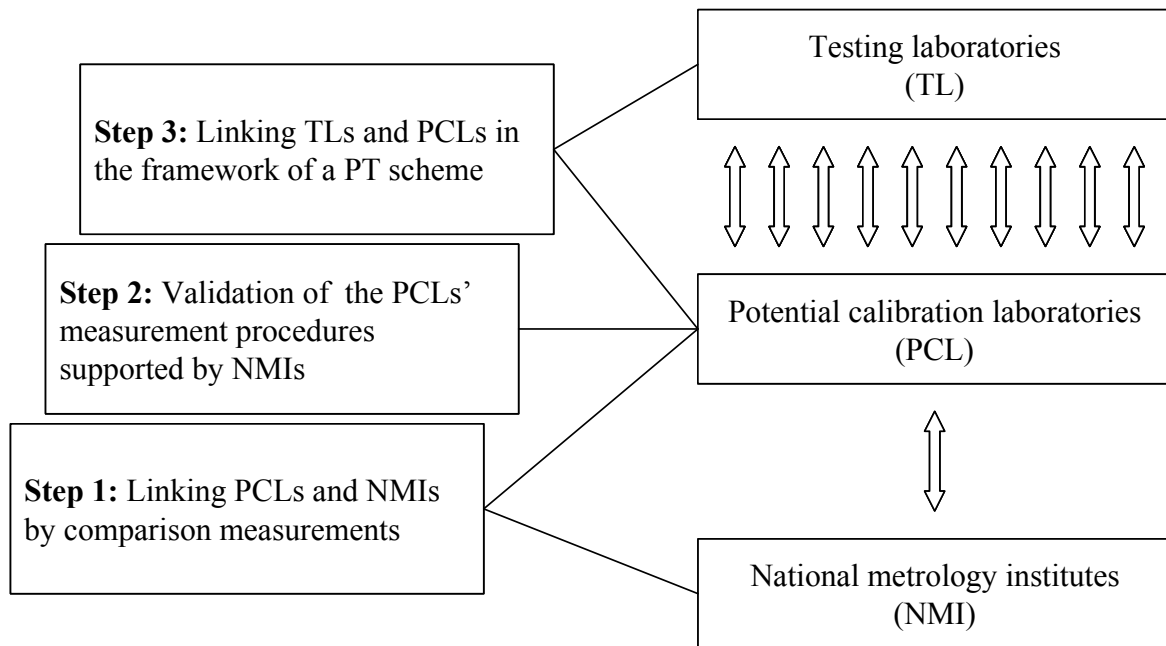 Testing laboratories
(TL)
Step 3: Linking TLs and PCLs in
the framework of a PT scheme
Step 2: Validation of the PCLs’
measurement procedures
supported by NMIs
Potential calibration laboratories
(PCL)
Step 1: Linking PCLs and NMIs
by comparison measurements
National metrology institutes
(NMI)